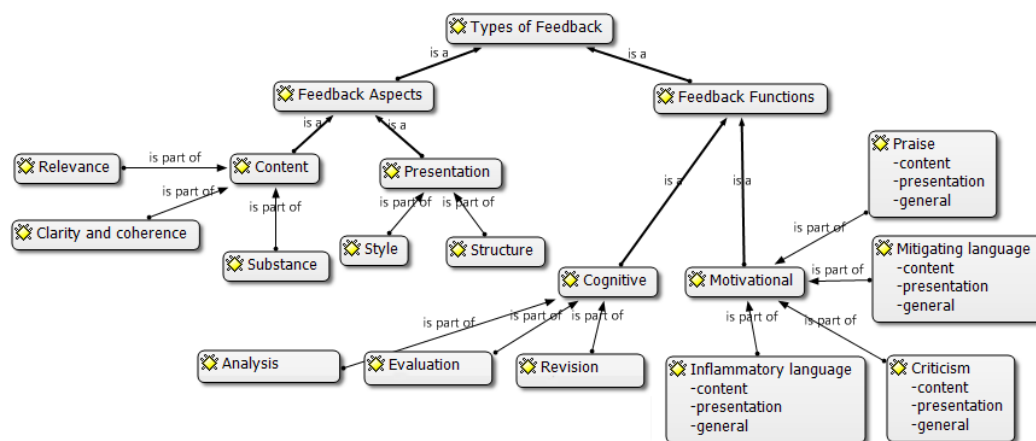 Types of Feedback
is a
is a
Feedback Aspects
Feedback Functions
is a
is a
Relevance
is part of
Content
Presentation
is a
is a
Praise
-content
-presentation
-general
is part of
is part of
is part of
is part of
Clarity and coherence
Style
Structure
Substance
is part of
Mitigating language
-content
-presentation
-general
Cognitive
Motivational
is part of
is part of
is part of
is part of
is part of
is part of
Analysis
Evaluation
Revision
Inflammatory language
-content
-presentation
-general
Criticism
-content
-presentation
-general